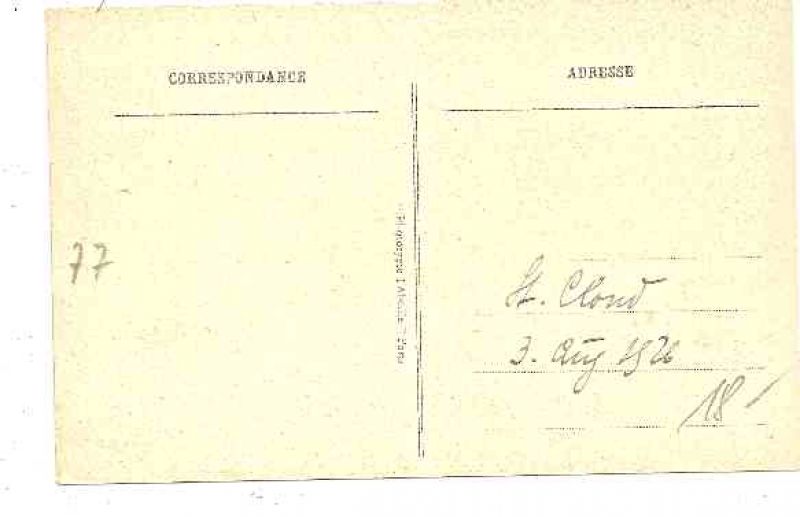 CORRESPONDANCE
ADRESSE
77
St. Cloud
3. Aug 1926
18